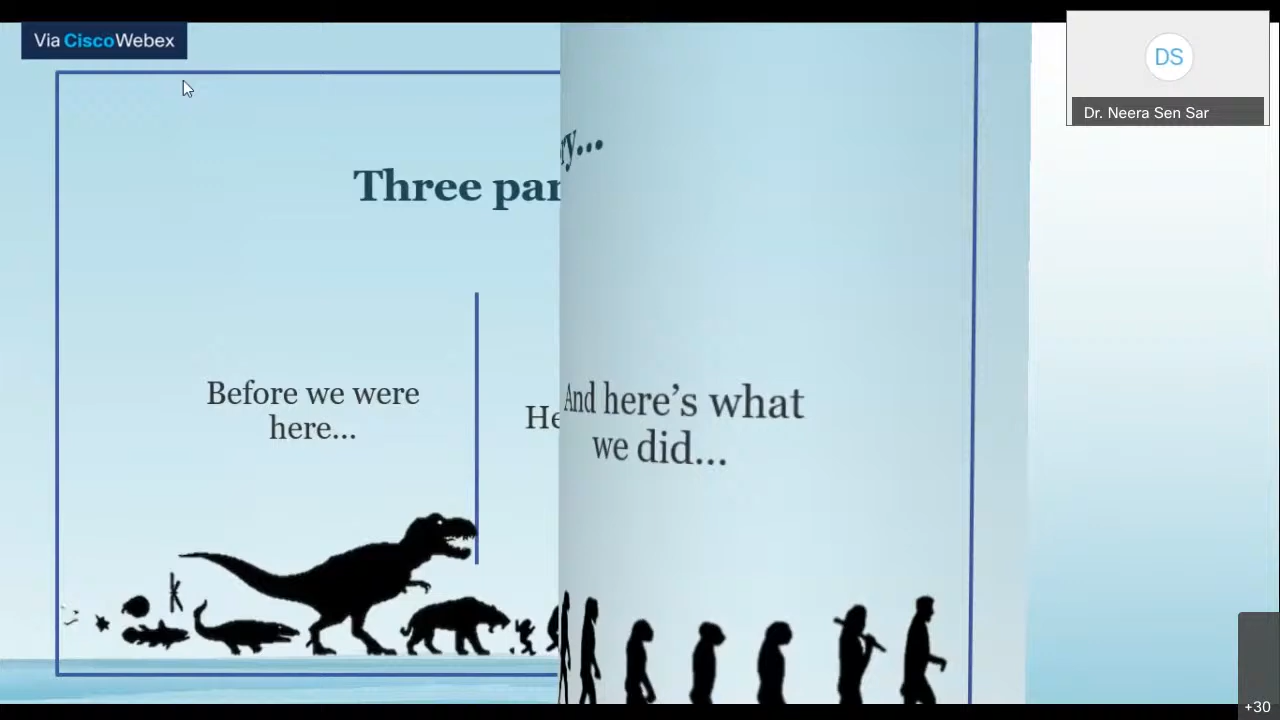 Via CiscoWebex
DS
Dr. Neera Sen Sar
ry...
Three par
Before we were
here...
He
And here's what
we did...
+30